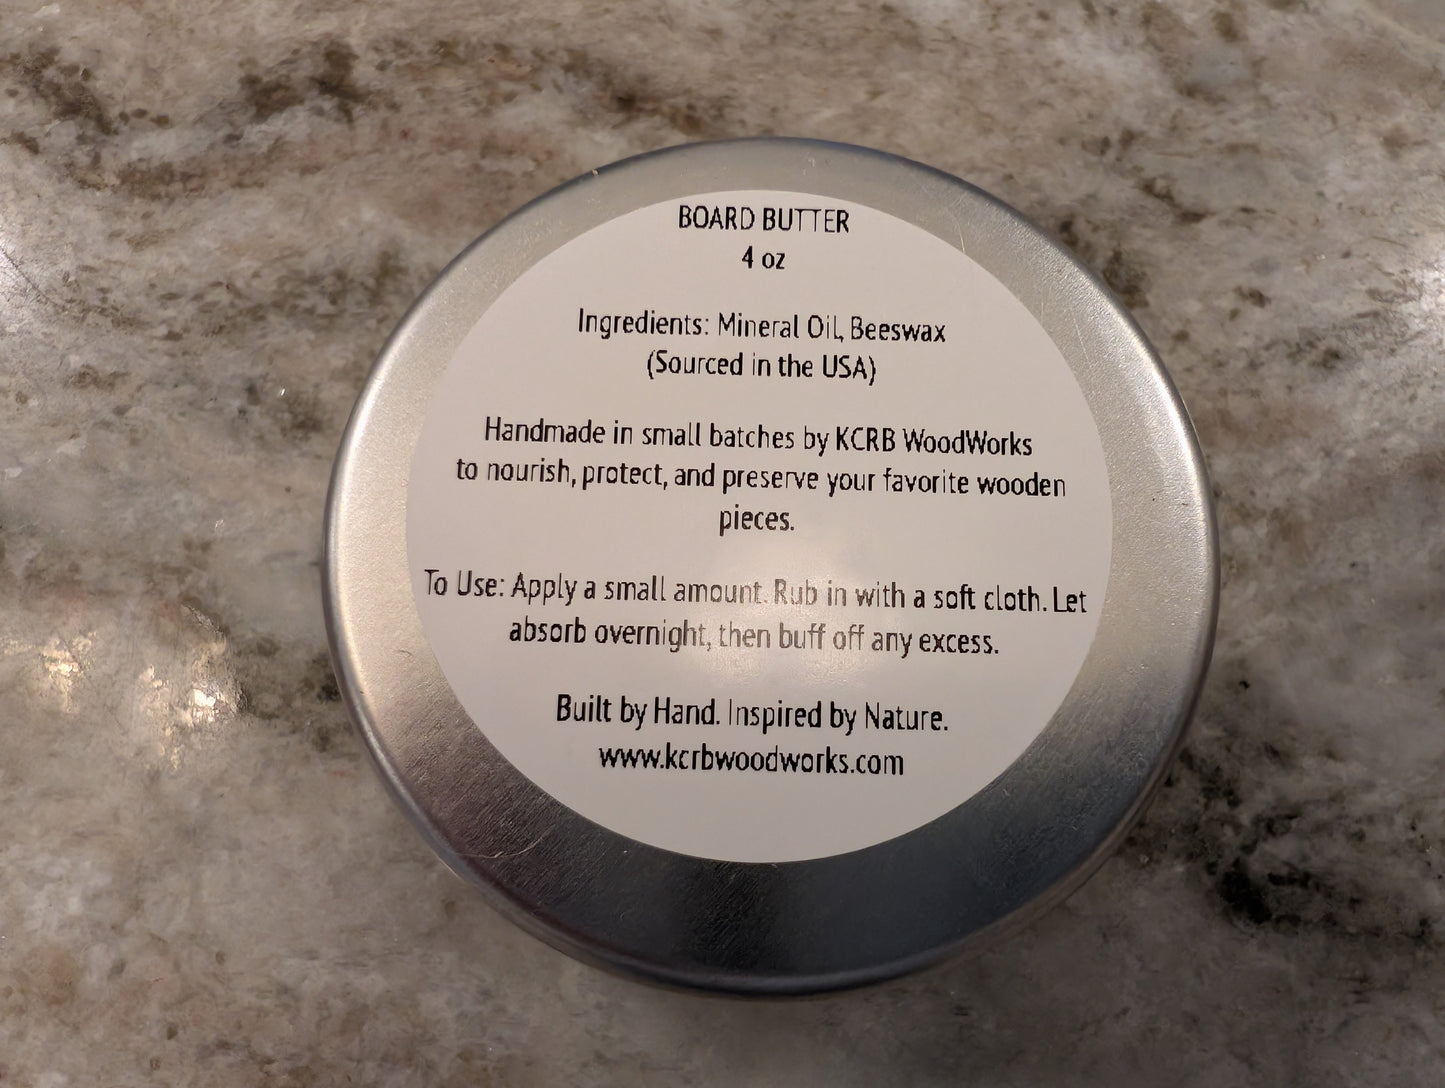 BOARD BUTTER
4 oz
Ingredients: Mineral Oil, Beeswax
(Sourced in the USA)
Handmade in small batches by KCRB WoodWorks
to nourish, protect, and preserve your favorite wooden
pieces.
To Use: Apply a small amount. Rub in with a soft cloth. Let
absorb overnight, then buff off any excess.
Built by Hand. Inspired by Nature.
www.kcrbwoodworks.com